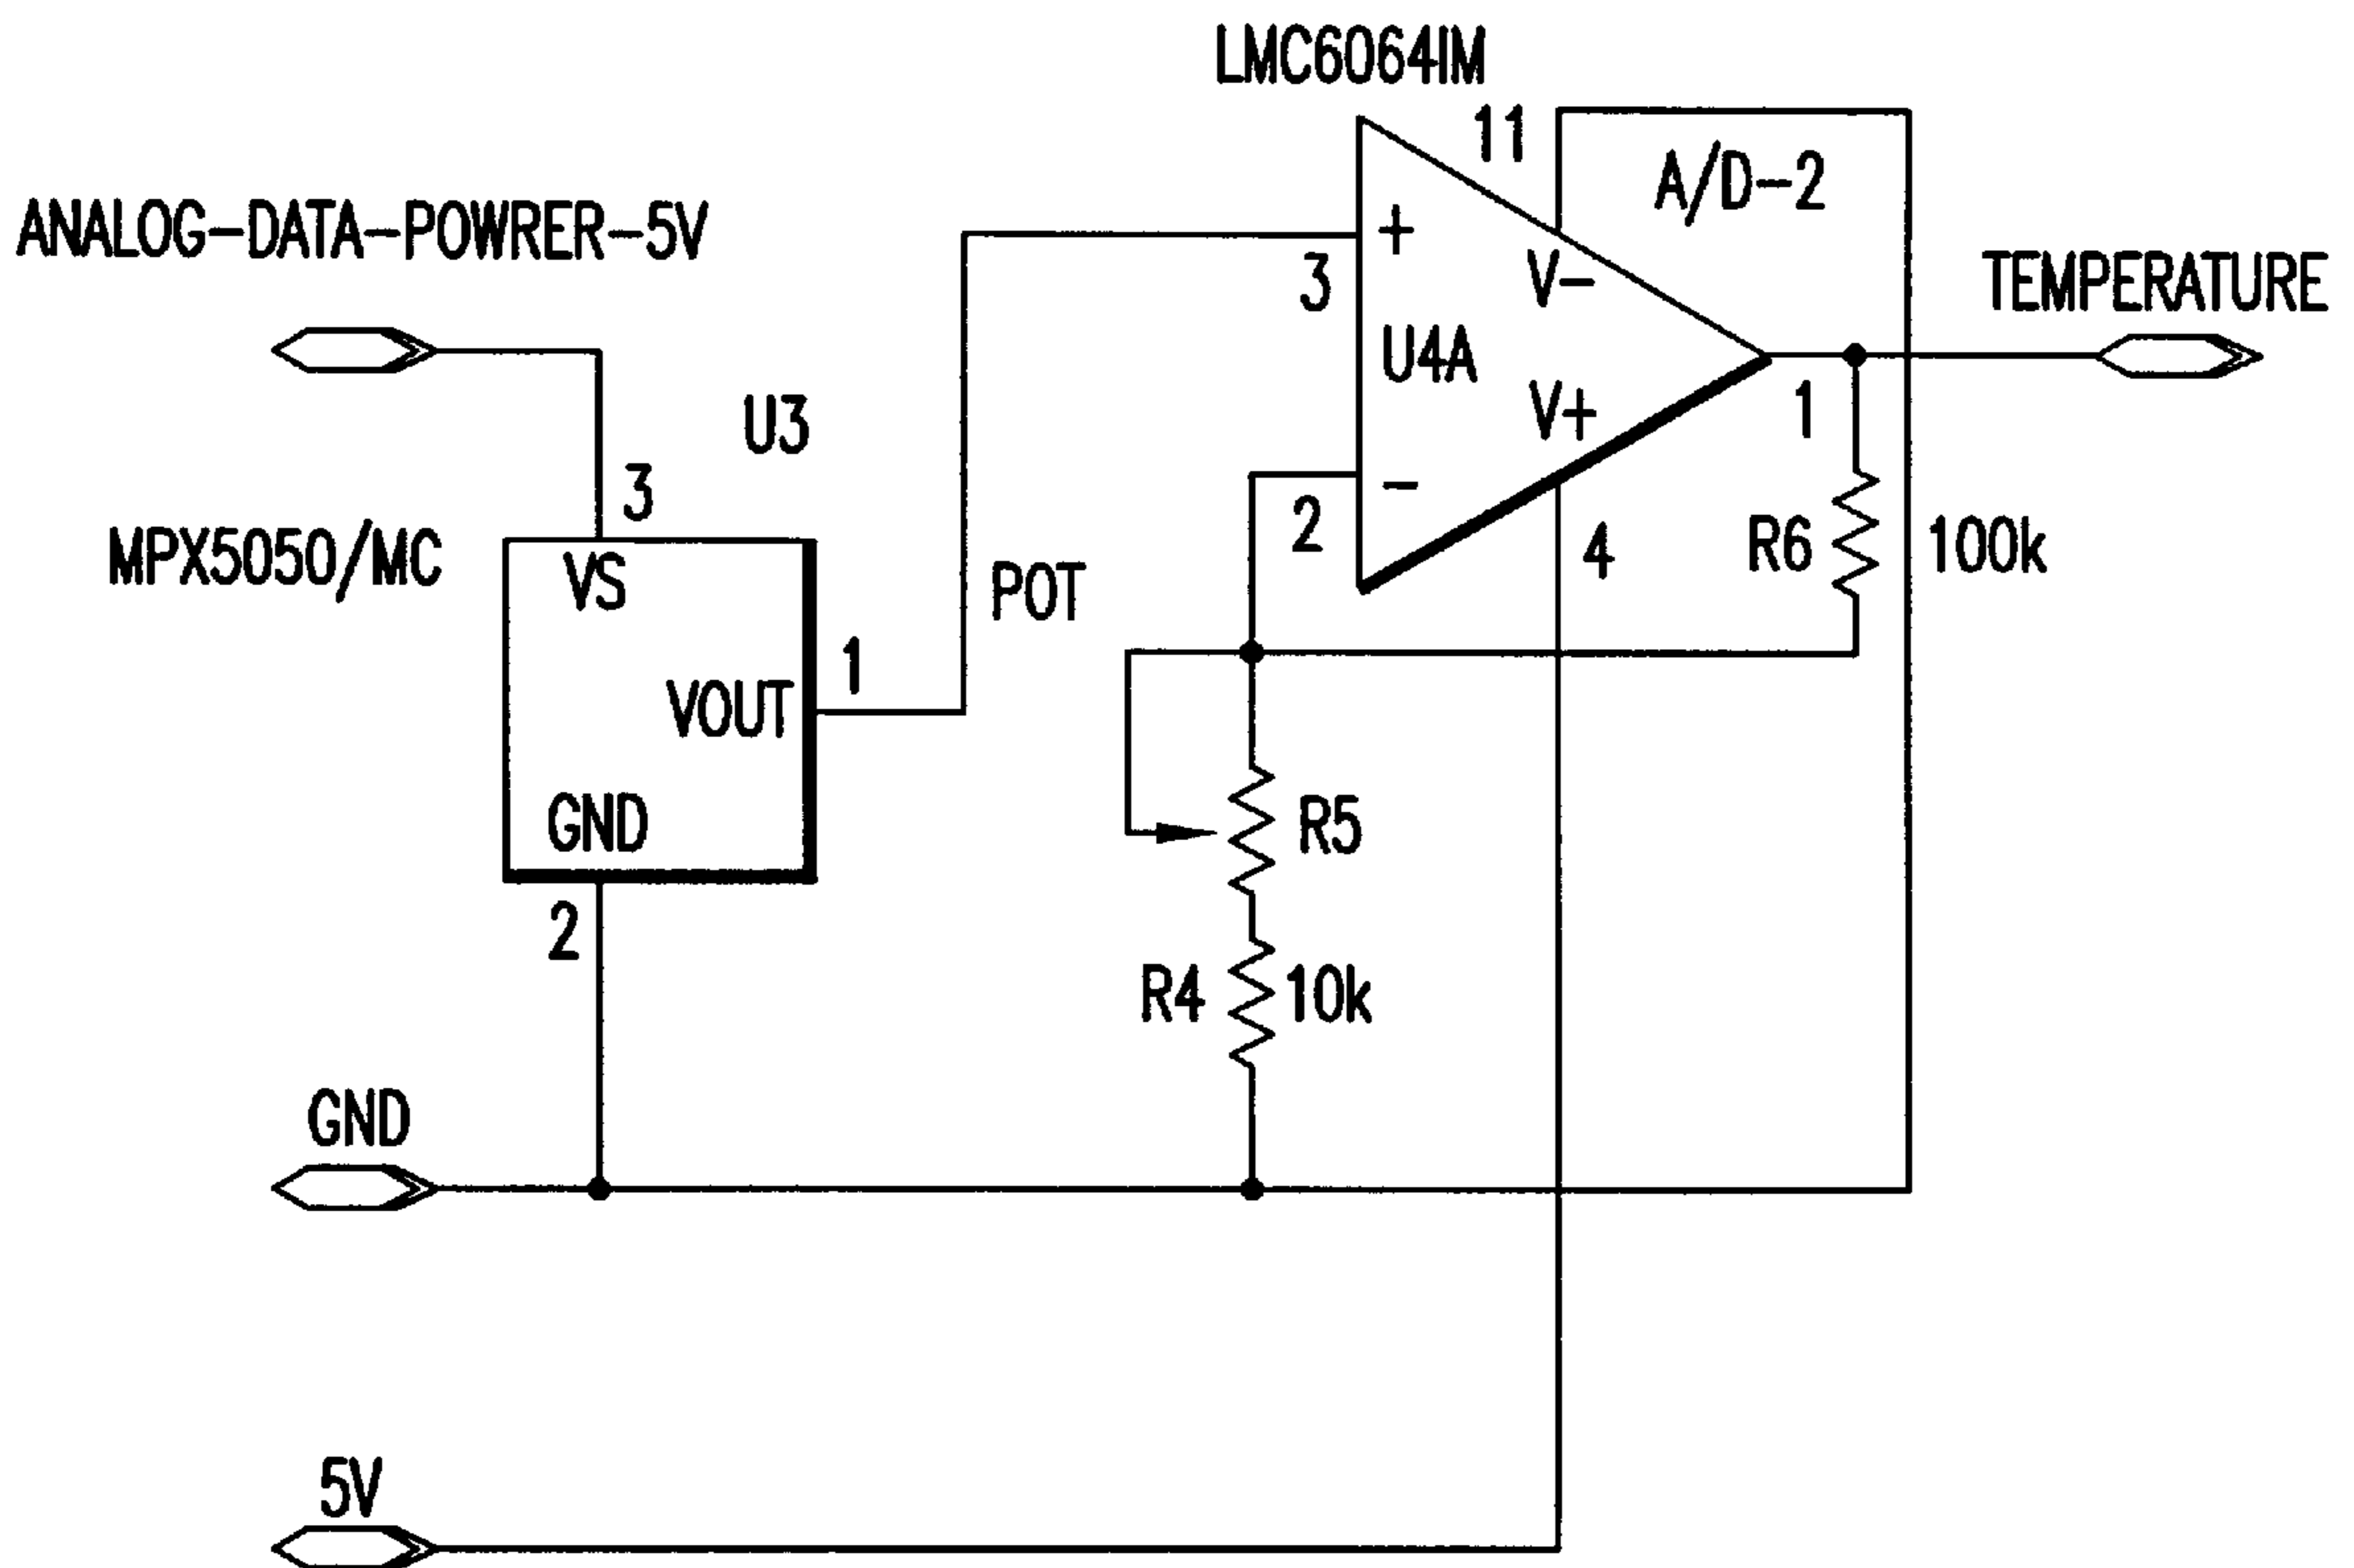 LMC6064IM
11
A/D-2
ANALOG-DATA-POWRER-5V
+
3
V-
TEMPERATURE
U4A
U3
V+
1
3
-
2
4
R6
100k
MPX5050/MC
VS
POT
1
VOUT
GND
R5
2
R4
10k
GND
5V